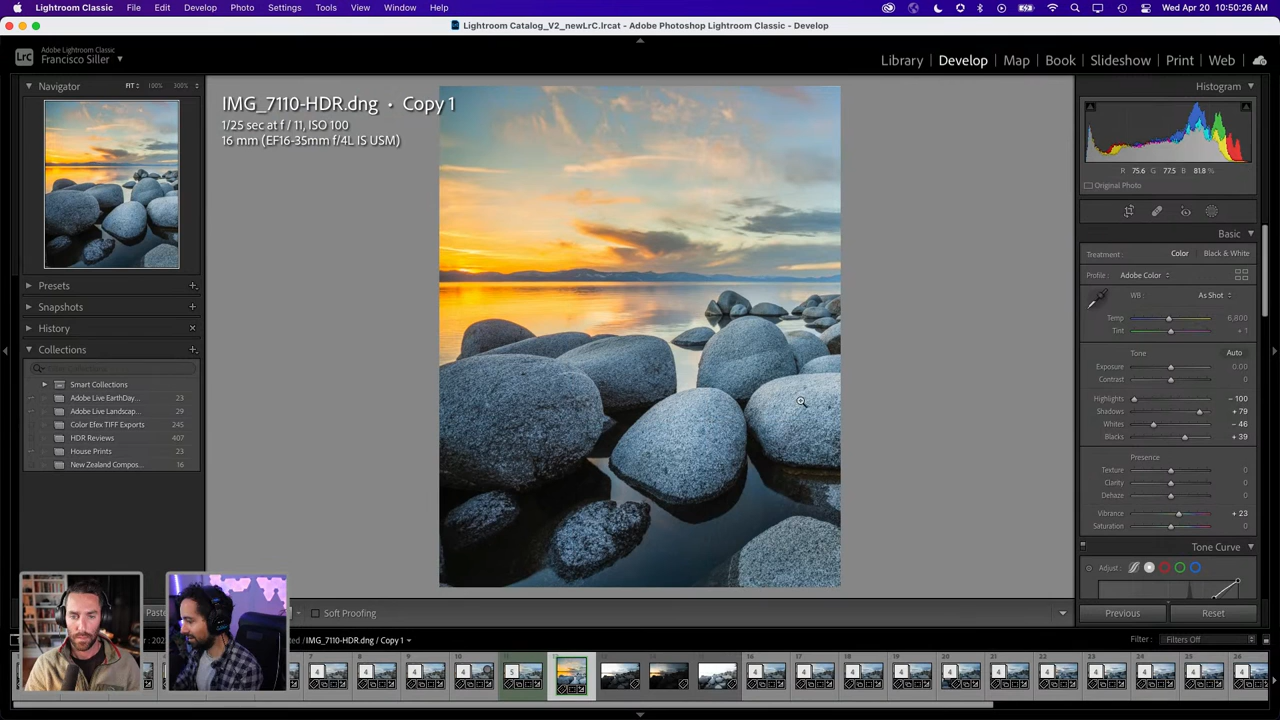 Lightroom Classic File Edit Develop Photo Settings Tools View Window Help Wed Apr 20 10:50:26 AM
Lightroom Catalog_V2_newLrC.lrcat - Adobe Photoshop Lightroom Classic - Develop
Lrc Adobe Lightroom Classic
Francisco Siller
Library | Develop | Map | Book | Slideshow | Print | Web
Navigator FIT 100% 300%
Presets
Snapshots
History
Collections
Smart Collections
Adobe Live EarthDay... 23
Adobe Live Landscap... 29
Color Efex TIFF Exports 245
HDR Reviews 407
House Prints 23
New Zealand Compos... 16
IMG_7110-HDR.dng • Copy 1
1/25 sec at f / 11, ISO 100
16 mm (EF16-35mm f/4L IS USM)
Histogram
R 75.6 G 77.5 B 81.8 %
Original Photo
Basic
Treatment: Color | Black & White
Profile: Adobe Color
WB: As Shot
Temp 6,800
Tint + 1
Tone Auto
Exposure 0.00
Contrast 0
Highlights - 100
Shadows + 79
Whites - 46
Blacks + 39
Presence
Texture 0
Clarity 0
Dehaze 0
Vibrance + 23
Saturation 0
Tone Curve
Adjust:
Previous Reset
Soft Proofing
/IMG_7110-HDR.dng / Copy 1
Filter: Filters Off